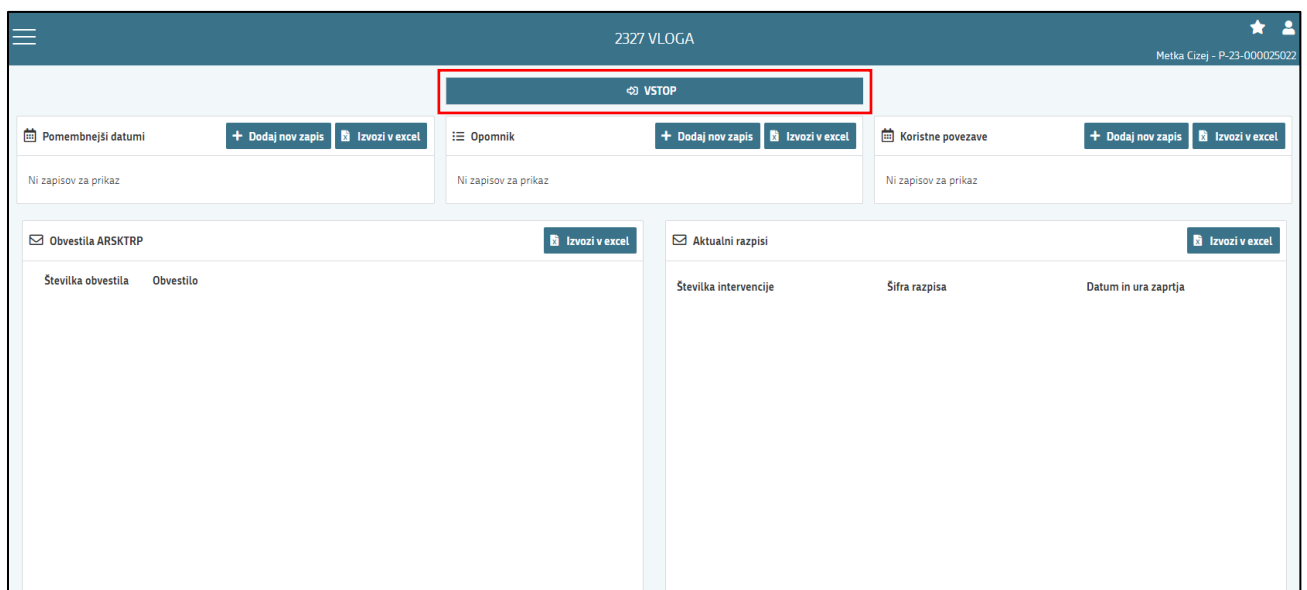 2327 VLOGA
Metka Cizej - P-23-000025022
VSTOP
Pomembnejši datumi
Dodaj nov zapis
Izvozi v excel
Opomnik
Dodaj nov zapis
Izvozi v excel
Koristne povezave
Dodaj nov zapis
Izvozi v excel
Ni zapisov za prikaz
Ni zapisov za prikaz
Ni zapisov za prikaz
Obvestila ARSKTRP
Izvozi v excel
Aktualni razpisi
Izvozi v excel
Številka obvestila
Obvestilo
Številka intervencije
Šifra razpisa
Datum in ura zaprtja